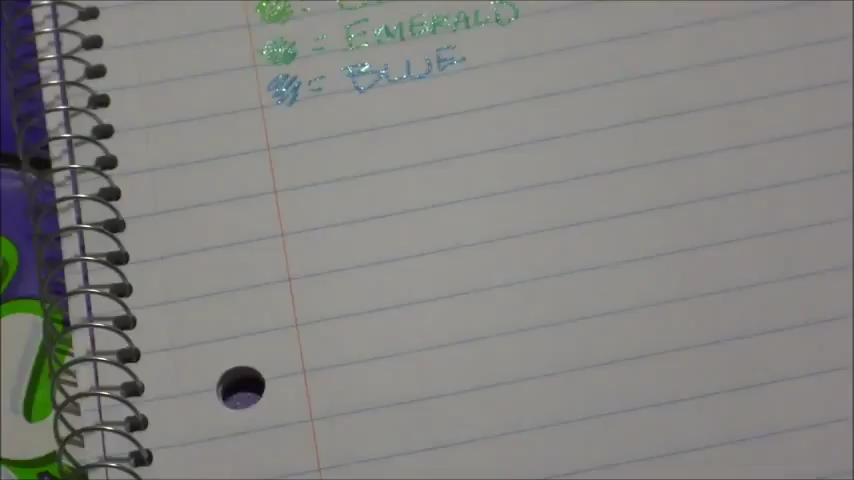 = EMERALD
= BLUE